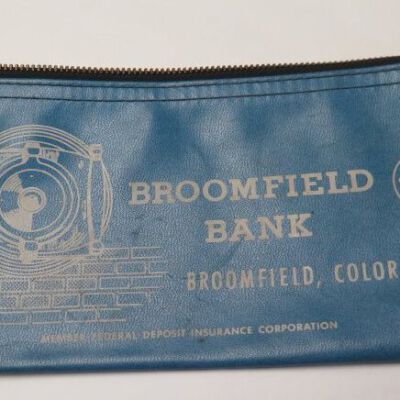 BROOMFIELD
BANK
BROOMFIELD, COLOR
MEMBER FEDERAL DEPOSIT INSURANCE CORPORATION